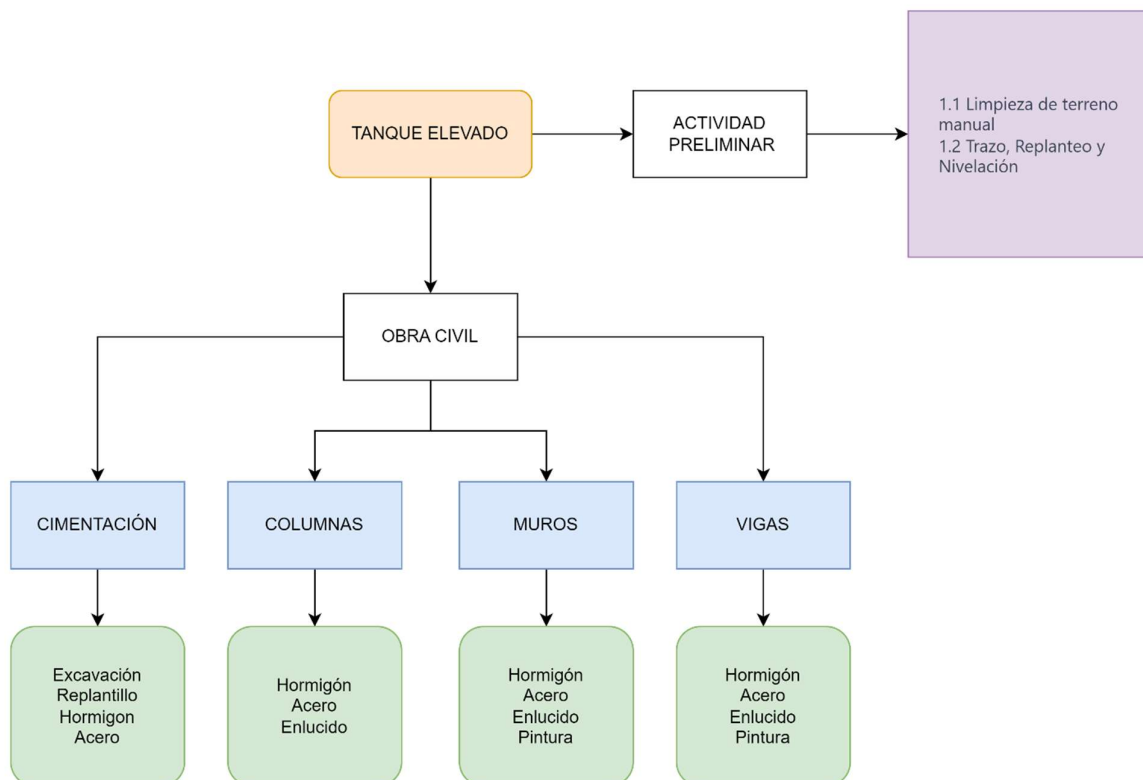 TANQUE ELEVADO
ACTIVIDAD
PRELIMINAR
1.1 Limpieza de terreno
manual
1.2 Trazo, Replanteo y
Nivelación
OBRA CIVIL
CIMENTACIÓN
COLUMNAS
MUROS
VIGAS
Excavación
Replantillo
Hormigon
Acero
Hormigón
Acero
Enlucido
Hormigón
Acero
Enlucido
Pintura
Hormigón
Acero
Enlucido
Pintura